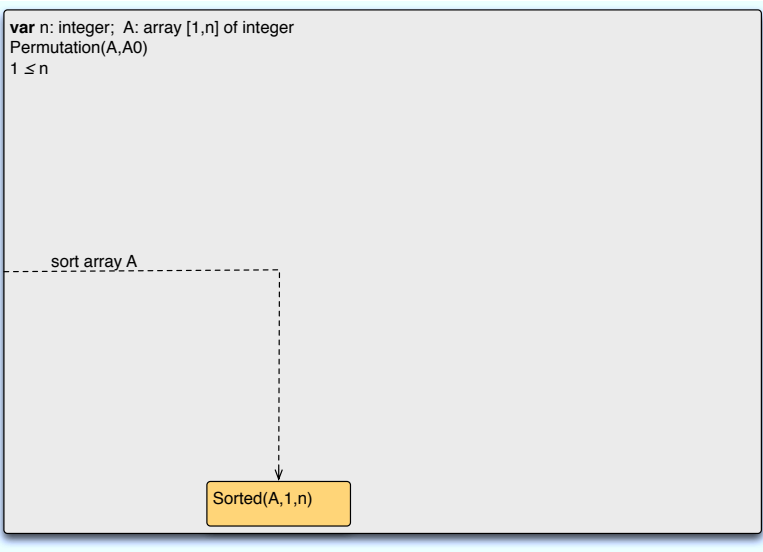 var n: integer;  A: array [1,n] of integer
Permutation(A,A0)
1 ≤ n
sort array A
Sorted(A,1,n)